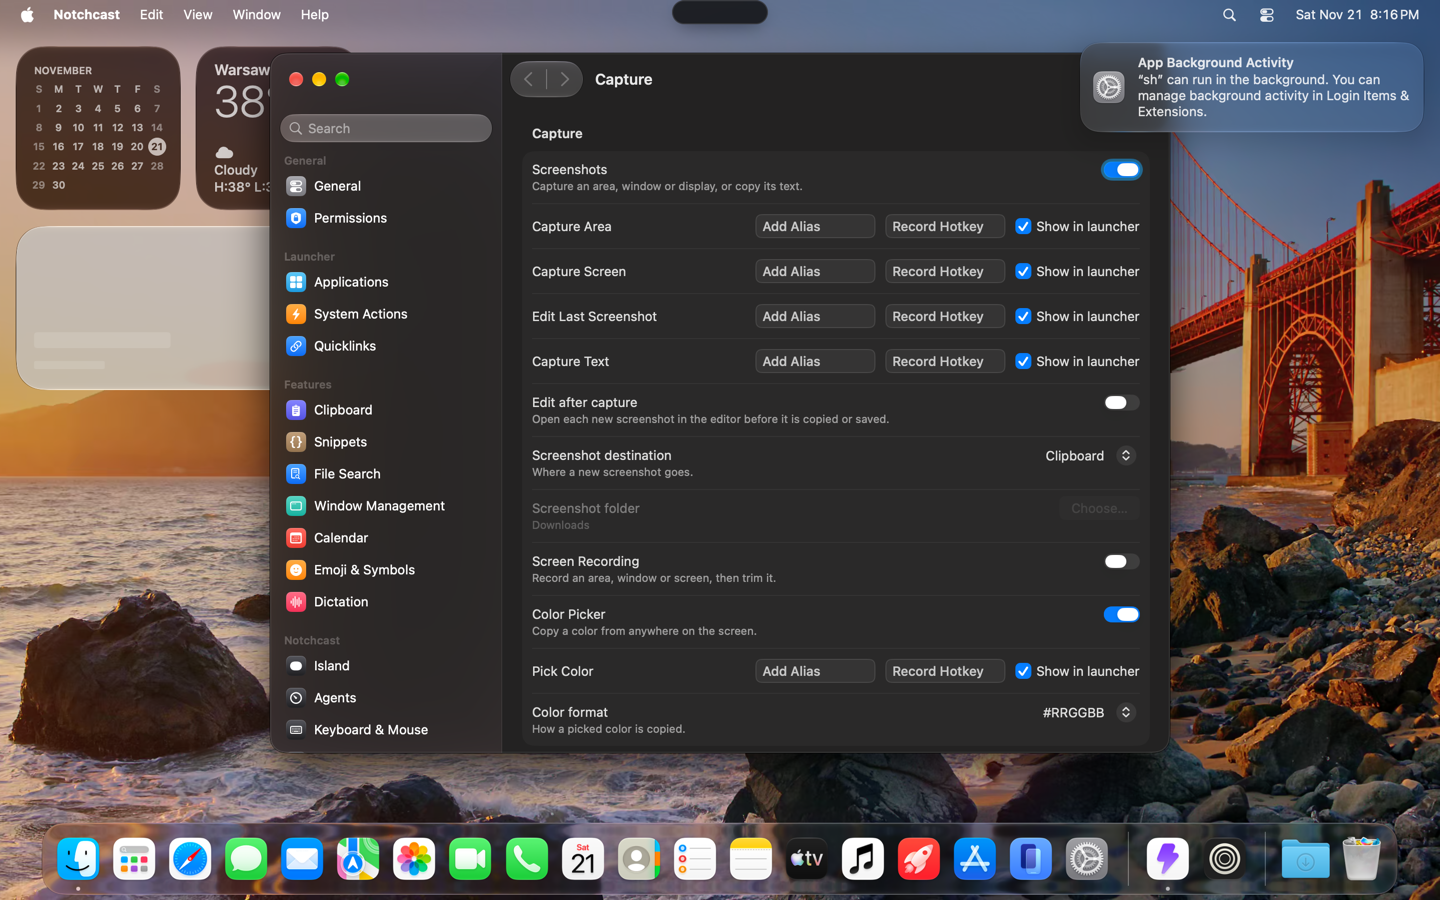 Notchcast Edit View Window Help
Sat Nov 21 8:16 PM
NOVEMBER
S M T W T F S
1 2 3 4 5 6 7
8 9 10 11 12 13 14
15 16 17 18 19 20 21
22 23 24 25 26 27 28
29 30
Warsaw
38°
Cloudy
H:38° L:3
App Background Activity
“sh” can run in the background. You can
manage background activity in Login Items &
Extensions.
Search
General
General
Permissions
Launcher
Applications
System Actions
Quicklinks
Features
Clipboard
Snippets
File Search
Window Management
Calendar
Emoji & Symbols
Dictation
Notchcast
Island
Agents
Keyboard & Mouse
Capture
Capture
Screenshots
Capture an area, window or display, or copy its text.
Capture Area Add Alias Record Hotkey Show in launcher
Capture Screen Add Alias Record Hotkey Show in launcher
Edit Last Screenshot Add Alias Record Hotkey Show in launcher
Capture Text Add Alias Record Hotkey Show in launcher
Edit after capture
Open each new screenshot in the editor before it is copied or saved.
Screenshot destination Clipboard
Where a new screenshot goes.
Screenshot folder Choose...
Downloads
Screen Recording
Record an area, window or screen, then trim it.
Color Picker
Copy a color from anywhere on the screen.
Pick Color Add Alias Record Hotkey Show in launcher
Color format #RRGGBB
How a picked color is copied.
Sat
21
tv